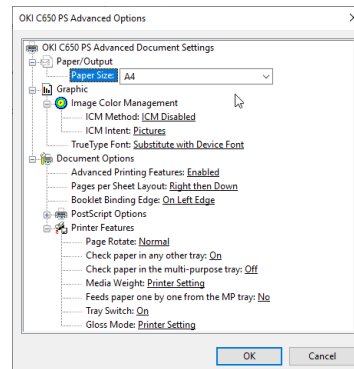 OKI C650 PS Advanced Options
OKI C650 PS Advanced Document Settings
Paper/Output
Paper Size: A4
Graphic
Image Color Management
ICM Method: ICM Disabled
ICM Intent: Pictures
TrueType Font: Substitute with Device Font
Document Options
Advanced Printing Features: Enabled
Pages per Sheet Layout: Right then Down
Booklet Binding Edge: On Left Edge
PostScript Options
Printer Features
Page Rotate: Normal
Check paper in any other tray: On
Check paper in the multi-purpose tray: Off
Media Weight: Printer Setting
Feeds paper one by one from the MP tray: No
Tray Switch: On
Gloss Mode: Printer Setting
OK Cancel